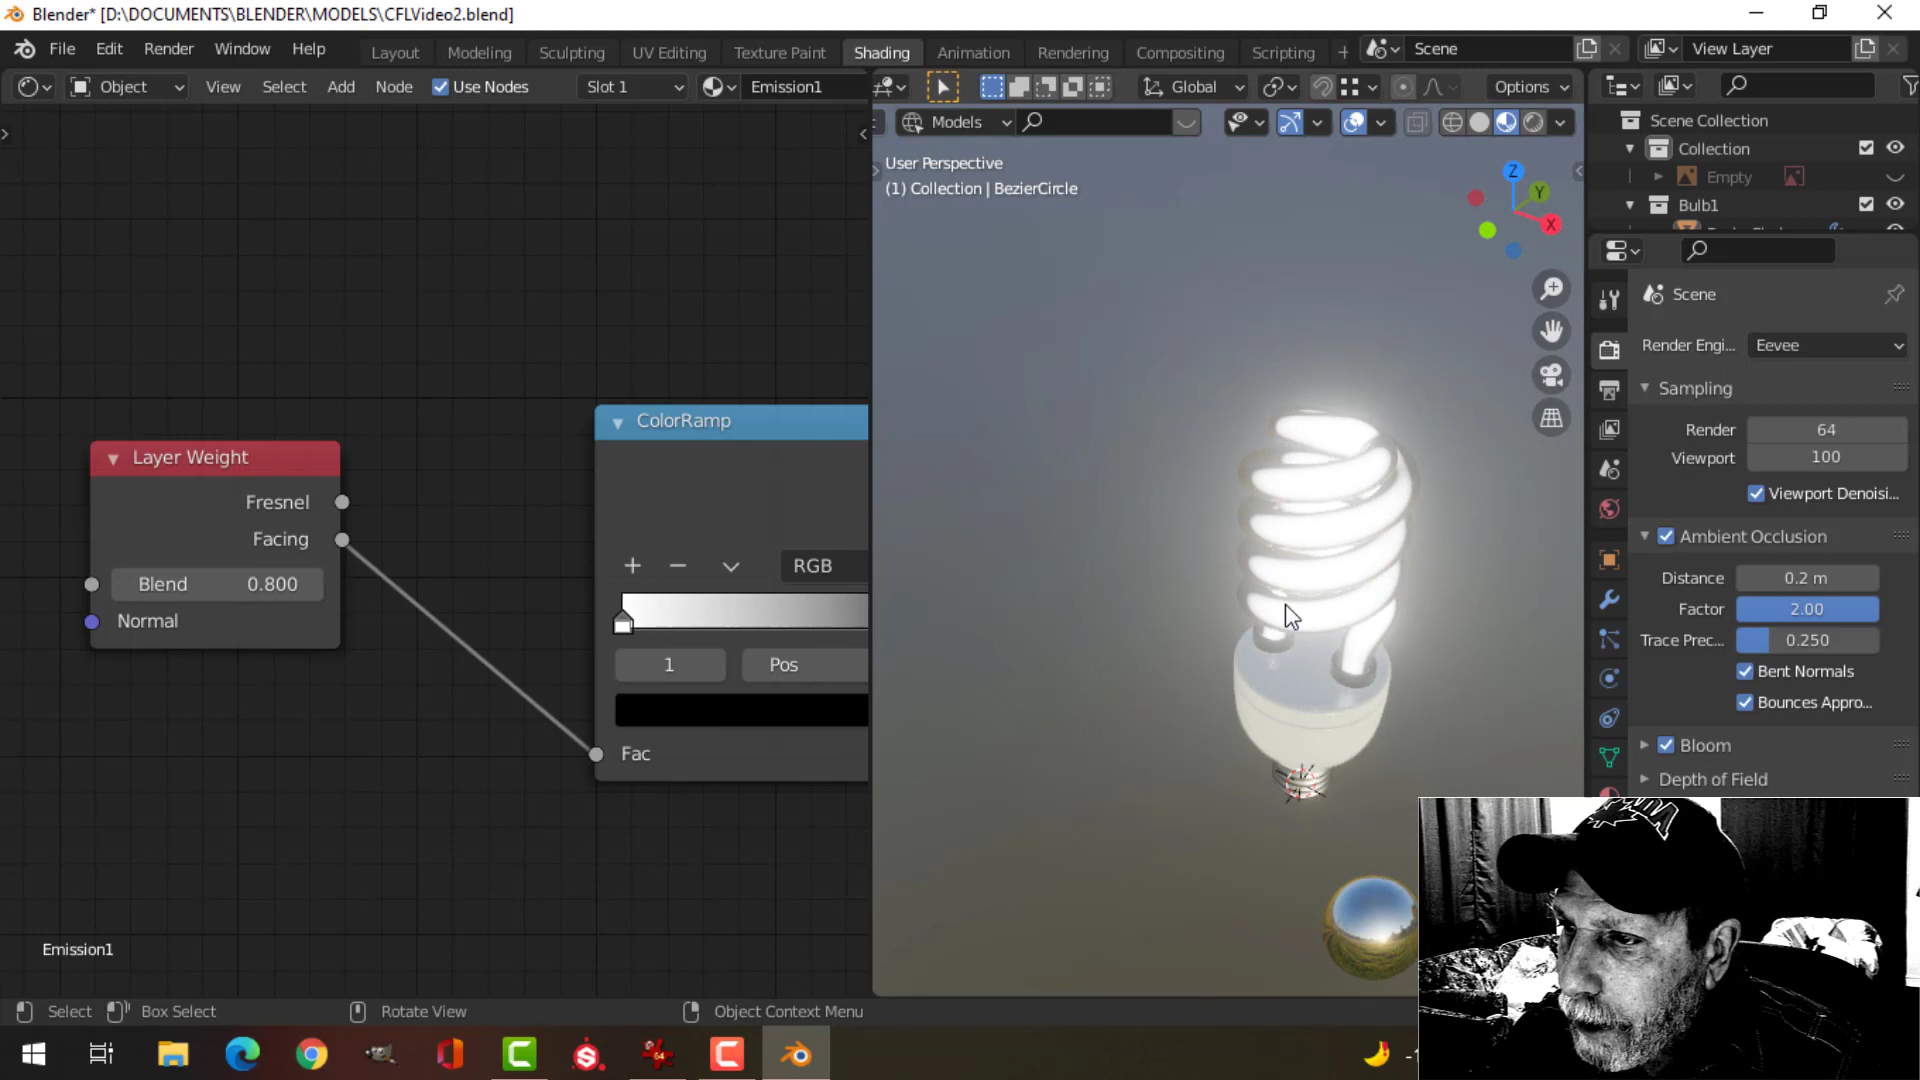 Blender* [D:\DOCUMENTS\BLENDER\MODELS\CFLVideo2.blend]
File Edit Render Window Help Layout Modeling Sculpting UV Editing Texture Paint Shading Animation Rendering Compositing Scripting + Scene View Layer
Object View Select Add Node Use Nodes Slot 1 Emission1 Global Options
Models
Scene Collection
User Perspective
(1) Collection | BezierCircle
Collection
Empty
Bulb1
Z
Y
X
Scene
Render Engi... Eevee
Sampling
Render 64
Viewport 100
Viewport Denoisi...
Ambient Occlusion
Distance 0.2 m
Factor 2.00
Trace Prec... 0.250
Bent Normals
Bounces Appro...
Bloom
Depth of Field
Layer Weight
Fresnel
Facing
Blend 0.800
Normal
ColorRamp
+ − RGB
1 Pos
Fac
Emission1
Select Box Select Rotate View Object Context Menu
64